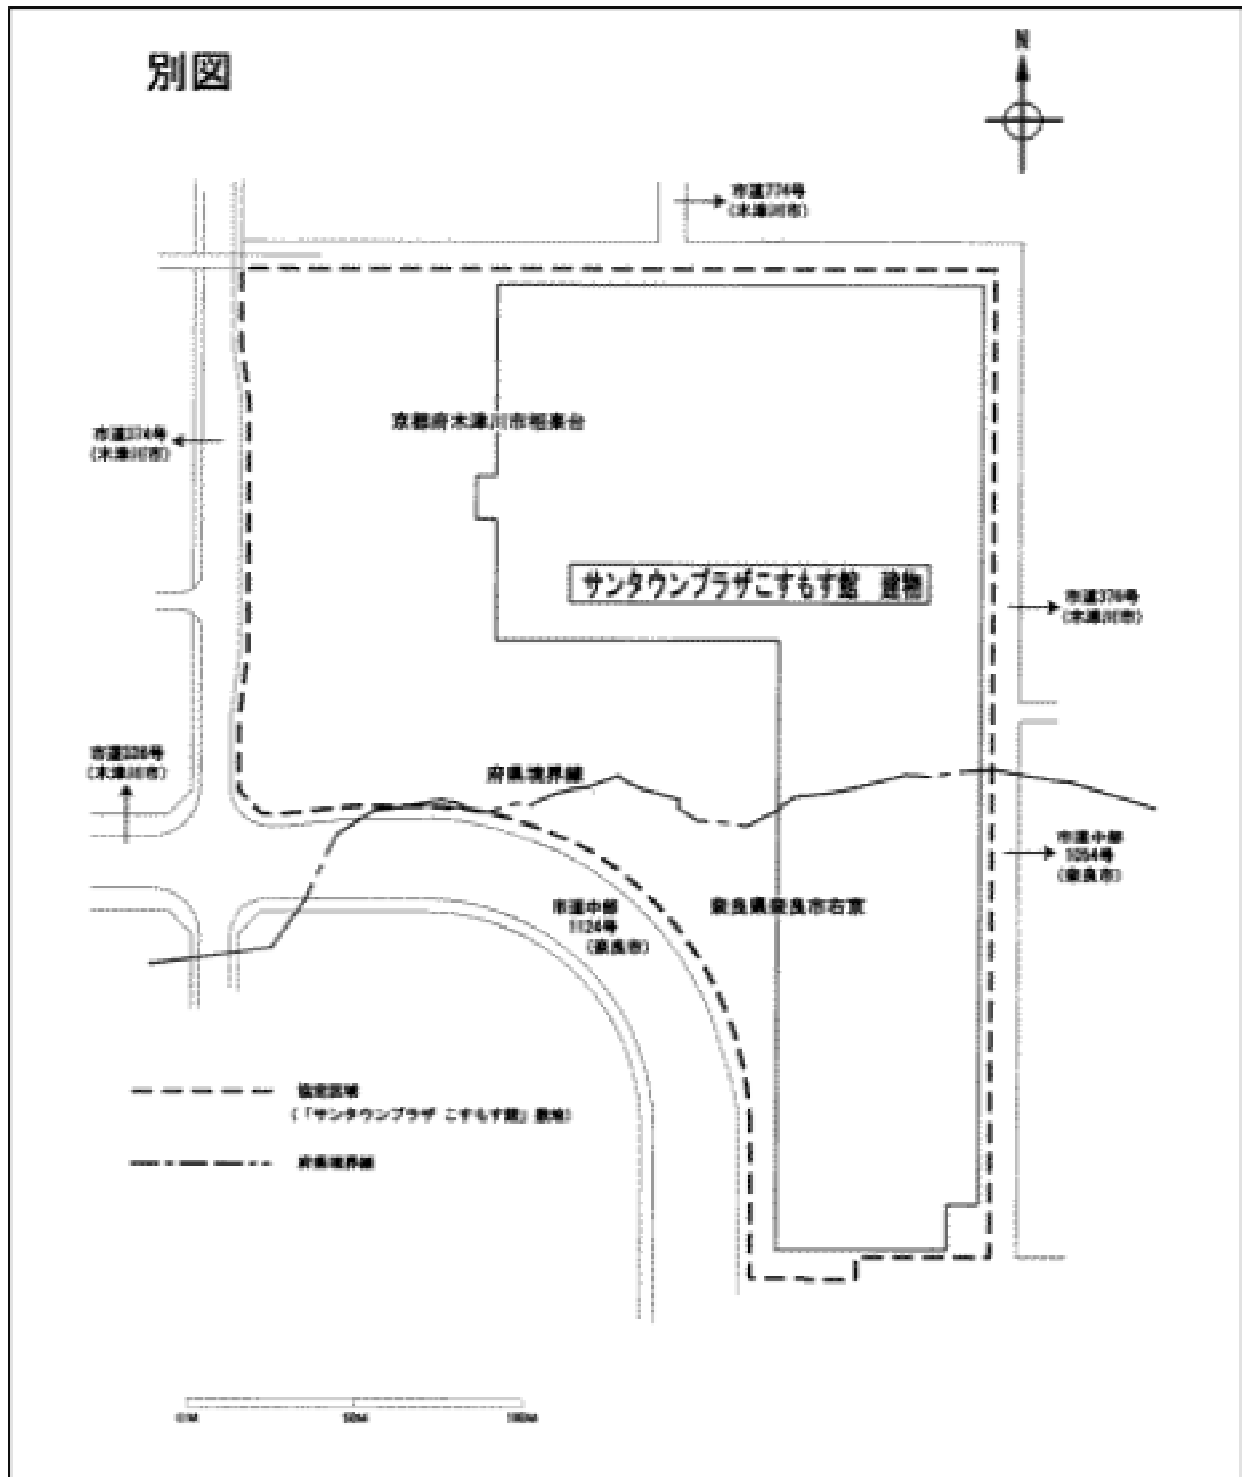 別図
N
市道774号
(木津川市)
京都府木津川市相楽台
市道374号
(木津川市)
サンタウンプラザこすもす館 建物
市道376号
(木津川市)
市道336号
(木津川市)
府県境界線
市道中部
1054号
(奈良市)
市道中部
1124号
(奈良市)
奈良県奈良市右京
協定区域
(「サンタウンプラザ こすもす館」敷地)
府県境界線
0M 50M 100M